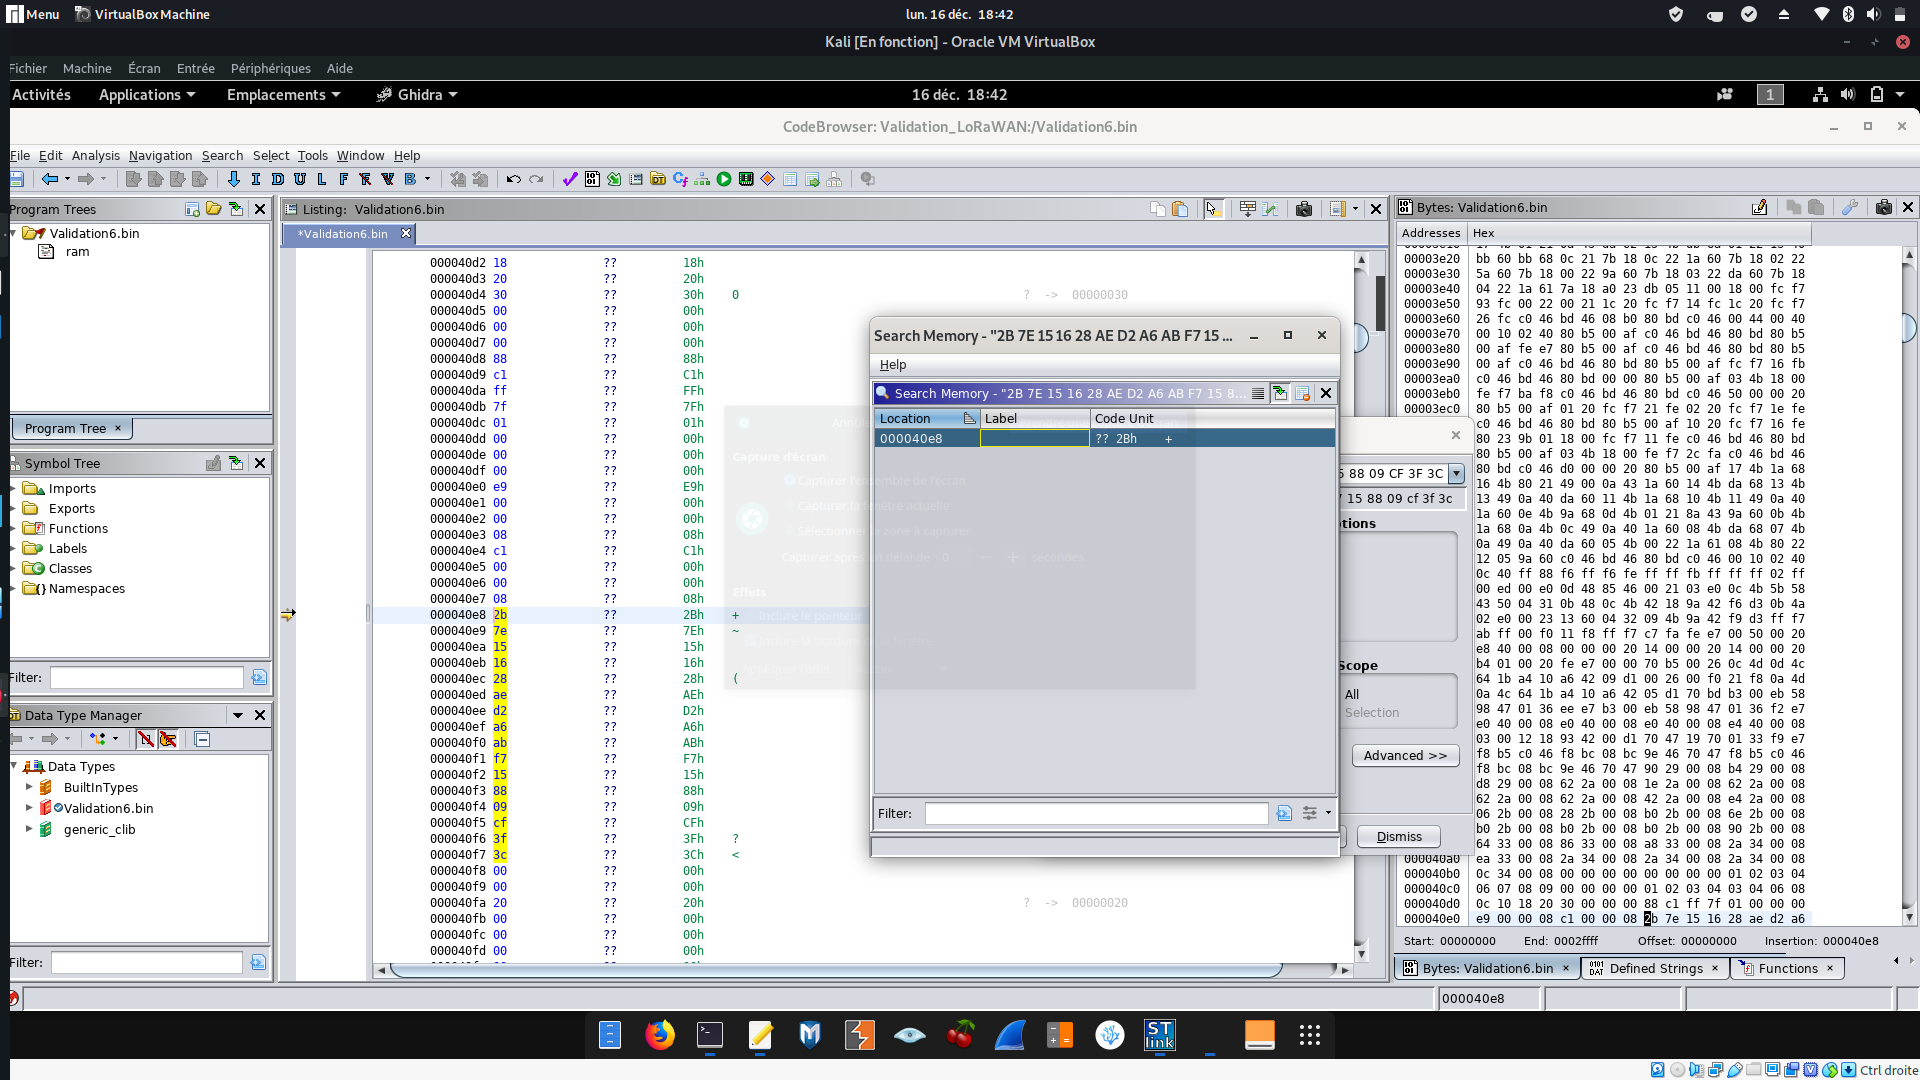 Menu VirtualBox Machine lun. 16 déc. 18:42
Kali [En fonction] - Oracle VM VirtualBox
Fichier Machine Écran Entrée Périphériques Aide
Activités Applications Emplacements Ghidra 16 déc. 18:42 1
CodeBrowser: Validation_LoRaWAN:/Validation6.bin
File Edit Analysis Navigation Search Select Tools Window Help
Program Trees
Validation6.bin
ram
Program Tree ×
Symbol Tree
Imports
Exports
Functions
Labels
Classes
Namespaces
Filter:
Data Type Manager
Data Types
BuiltInTypes
Validation6.bin
generic_clib
Filter:
Listing: Validation6.bin
*Validation6.bin
000040d2 18 ?? 18h
000040d3 20 ?? 20h
000040d4 30 ?? 30h 0 ? -> 00000030
000040d5 00 ?? 00h
000040d6 00 ?? 00h
000040d7 00 ?? 00h
000040d8 88 ?? 88h
000040d9 c1 ?? C1h
000040da ff ?? FFh
000040db 7f ?? 7Fh
000040dc 01 ?? 01h
000040dd 00 ?? 00h
000040de 00 ?? 00h
000040df 00 ?? 00h
000040e0 e9 ?? E9h
000040e1 00 ?? 00h
000040e2 00 ?? 00h
000040e3 08 ?? 08h
000040e4 c1 ?? C1h
000040e5 00 ?? 00h
000040e6 00 ?? 00h
000040e7 08 ?? 08h
000040e8 2b ?? 2Bh +
000040e9 7e ?? 7Eh ~
000040ea 15 ?? 15h
000040eb 16 ?? 16h
000040ec 28 ?? 28h (
000040ed ae ?? AEh
000040ee d2 ?? D2h
000040ef a6 ?? A6h
000040f0 ab ?? ABh
000040f1 f7 ?? F7h
000040f2 15 ?? 15h
000040f3 88 ?? 88h
000040f4 09 ?? 09h
000040f5 cf ?? CFh
000040f6 3f ?? 3Fh ?
000040f7 3c ?? 3Ch <
000040f8 00 ?? 00h
000040f9 00 ?? 00h
000040fa 20 ?? 20h ? -> 00000020
000040fb 00 ?? 00h
000040fc 00 ?? 00h
000040fd 00 ?? 00h
Capture d'écran
Capturer l'ensemble de l'écran
Capturer la fenêtre actuelle
Sélectionner la zone à capturer
Capturer après un délai de 0 - + secondes
Effets
Inclure le pointeur
Search Memory - "2B 7E 15 16 28 AE D2 A6 AB F7 15 ...
Help
Search Memory - "2B 7E 15 16 28 AE D2 A6 AB F7 15 8...
Location Label Code Unit
000040e8 ?? 2Bh +
Filter:
5 88 09 CF 3F 3C
15 88 09 cf 3f 3c
tions
Scope
All
Selection
Advanced >>
Dismiss
Bytes: Validation6.bin
Addresses Hex
00003e20 bb 60 bb 68 0c 21 7b 18 0c 22 1a 60 7b 18 02 22
00003e30 5a 60 7b 18 00 22 9a 60 7b 18 03 22 da 60 7b 18
00003e40 04 22 1a 61 7a 18 a0 23 db 05 11 00 18 00 fc f7
00003e50 93 fc 00 22 00 21 1c 20 fc f7 14 fc 1c 20 fc f7
00003e60 26 fc c0 46 bd 46 08 b0 80 bd c0 46 00 44 00 40
00003e70 00 10 02 40 80 b5 00 af c0 46 bd 46 80 bd 80 b5
00003e80 00 af fe e7 80 b5 00 af c0 46 bd 46 80 bd 80 b5
00003e90 00 af c0 46 bd 46 80 bd 80 b5 00 af fc f7 16 fb
00003ea0 c0 46 bd 46 80 bd 00 00 80 b5 00 af 03 4b 18 00
00003eb0 fe f7 ba f8 c0 46 bd 46 80 bd c0 46 50 00 00 20
00003ec0 80 b5 00 af 01 20 fc f7 21 fe 02 20 fc f7 1e fe
c0 46 bd 46 80 bd 80 b5 00 af 10 20 fc f7 16 fe
80 23 9b 01 18 00 fc f7 11 fe c0 46 bd 46 80 bd
80 b5 00 af 03 4b 18 00 fe f7 2c fa c0 46 bd 46
80 bd c0 46 d0 00 00 20 80 b5 00 af 17 4b 1a 68
16 4b 80 21 49 00 0a 43 1a 60 14 4b da 68 13 4b
13 49 0a 40 da 60 11 4b 1a 68 10 4b 11 49 0a 40
1a 60 0e 4b 9a 68 0d 4b 01 21 8a 43 9a 60 0b 4b
1a 68 0a 4b 0c 49 0a 40 1a 60 08 4b da 68 07 4b
0a 49 0a 40 da 60 05 4b 00 22 1a 61 08 4b 80 22
12 05 9a 60 c0 46 bd 46 80 bd c0 46 00 10 02 40
0c 40 ff 88 f6 ff f6 fe ff ff fb ff ff ff 02 ff
00 ed 00 e0 0d 48 85 46 00 21 03 e0 0c 4b 5b 58
43 50 04 31 0b 48 0c 4b 42 18 9a 42 f6 d3 0b 4a
02 e0 00 23 13 60 04 32 09 4b 9a 42 f9 d3 ff f7
ab ff 00 f0 11 f8 ff f7 c7 fa fe e7 00 50 00 20
e8 40 00 08 00 00 00 20 14 00 00 20 14 00 00 20
b4 01 00 20 fe e7 00 00 70 b5 00 26 0c 4d 0d 4c
64 1b a4 10 a6 42 09 d1 00 26 00 f0 21 f8 0a 4d
0a 4c 64 1b a4 10 a6 42 05 d1 70 bd b3 00 eb 58
98 47 01 36 ee e7 b3 00 eb 58 98 47 01 36 f2 e7
e0 40 00 08 e0 40 00 08 e0 40 00 08 e4 40 00 08
03 00 12 18 93 42 00 d1 70 47 19 70 01 33 f9 e7
f8 b5 c0 46 f8 bc 08 bc 9e 46 70 47 f8 b5 c0 46
f8 bc 08 bc 9e 46 70 47 90 29 00 08 b4 29 00 08
d8 29 00 08 62 2a 00 08 1e 2a 00 08 62 2a 00 08
62 2a 00 08 62 2a 00 08 42 2a 00 08 e4 2a 00 08
06 2b 00 08 28 2b 00 08 b0 2b 00 08 6e 2b 00 08
b0 2b 00 08 b0 2b 00 08 b0 2b 00 08 90 2b 00 08
64 33 00 08 86 33 00 08 a8 33 00 08 2a 34 00 08
000040a0 ea 33 00 08 2a 34 00 08 2a 34 00 08 2a 34 00 08
000040b0 0c 34 00 08 00 00 00 00 00 00 00 00 01 02 03 04
000040c0 06 07 08 09 00 00 00 00 01 02 03 04 03 04 06 08
000040d0 0c 10 18 20 30 00 00 00 88 c1 ff 7f 01 00 00 00
000040e0 e9 00 00 08 c1 00 00 08 2b 7e 15 16 28 ae d2 a6
Start: 00000000 End: 0002ffff Offset: 00000000 Insertion: 000040e8
Bytes: Validation6.bin × Defined Strings × Functions ×
000040e8
ST link
Ctrl droite